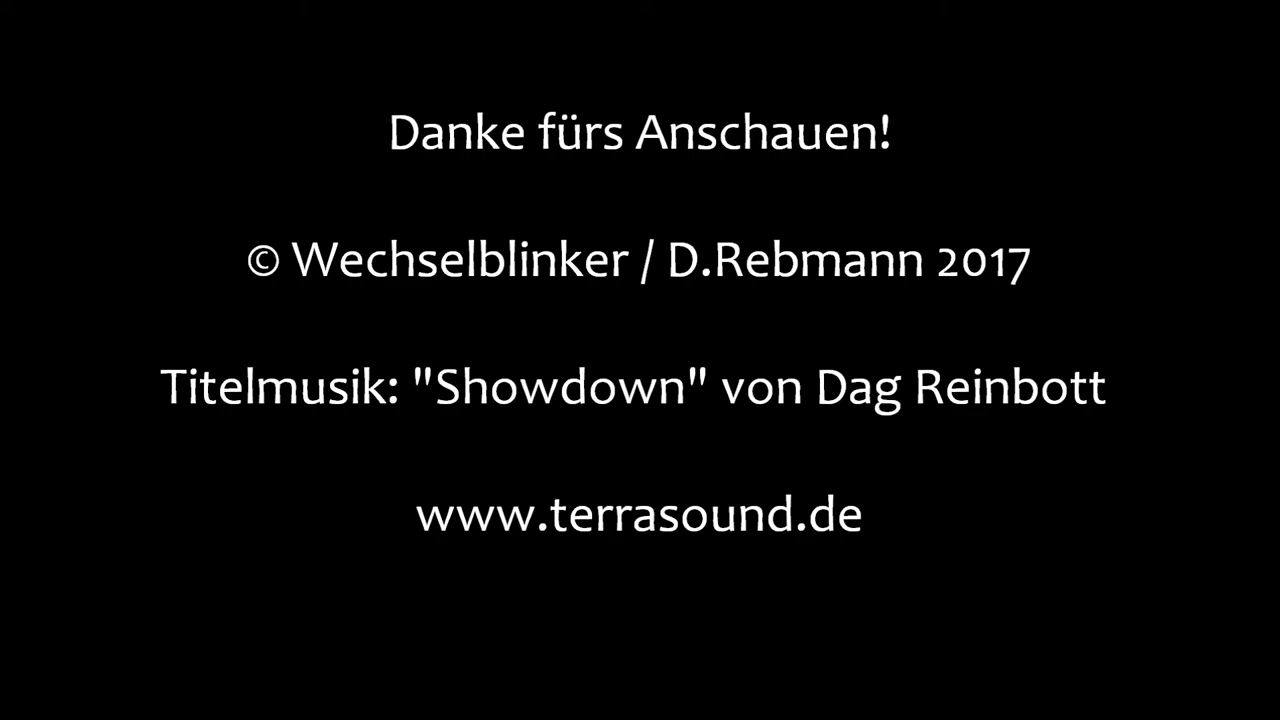 Danke fürs Anschauen!
© Wechselblinker / D.Rebmann 2017
Titelmusik: "Showdown" von Dag Reinbott
www.terrasound.de